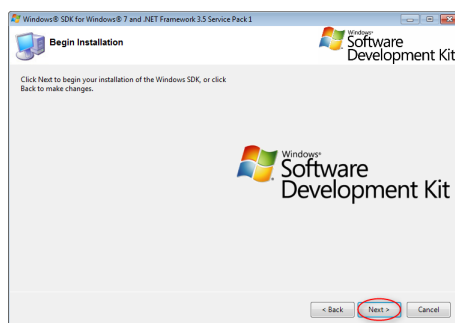 Windows® SDK for Windows® 7 and .NET Framework 3.5 Service Pack 1
Begin Installation
Windows®
Software
Development Kit
Click Next to begin your installation of the Windows SDK, or click
Back to make changes.
Windows®
Software
Development Kit
< Back
Next >
Cancel